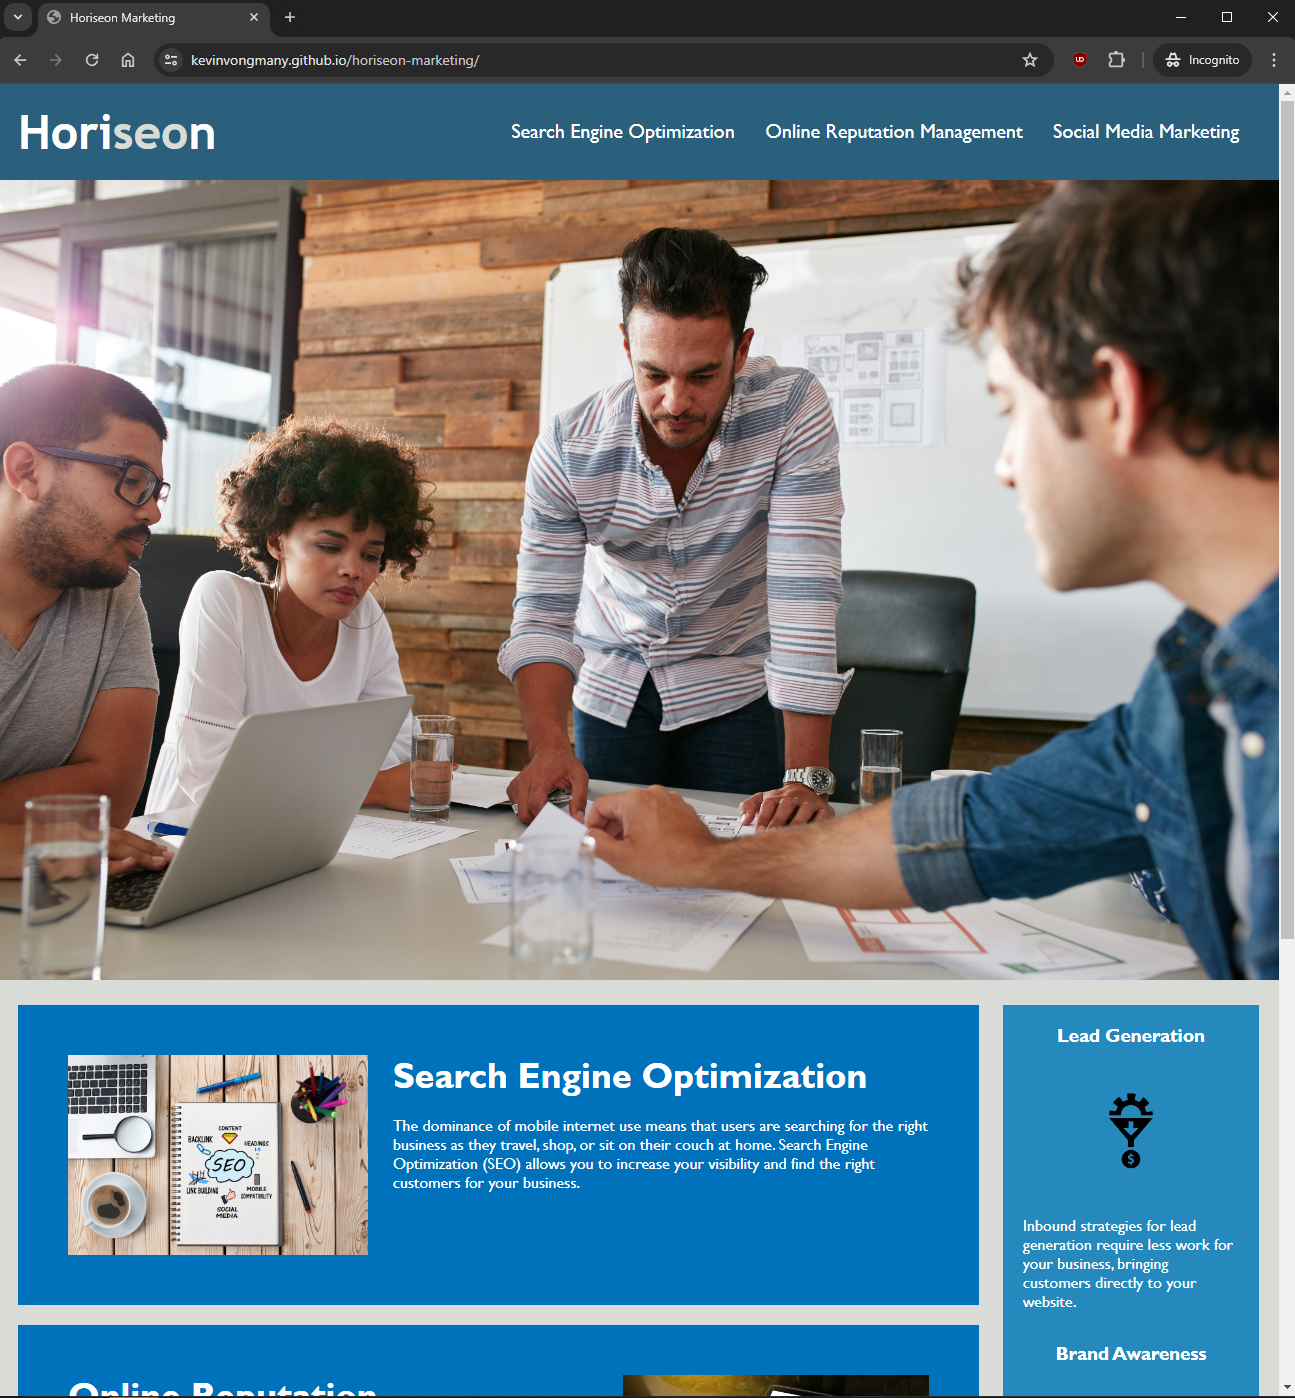 Horiseon Marketing
kevinvongmany.github.io/horiseon-marketing/
Incognito
Horiseon
Search Engine Optimization
Online Reputation Management
Social Media Marketing
CONTENT
BACKLINK
HEADINGS
SEO
LINK BUILDING
MOBILE
COMPATIBILITY
SOCIAL
MEDIA
Search Engine Optimization
The dominance of mobile internet use means that users are searching for the right
business as they travel, shop, or sit on their couch at home. Search Engine
Optimization (SEO) allows you to increase your visibility and find the right
customers for your business.
Lead Generation
$
Inbound strategies for lead
generation require less work for
your business, bringing
customers directly to your
website.
Brand Awareness
Online Reputation